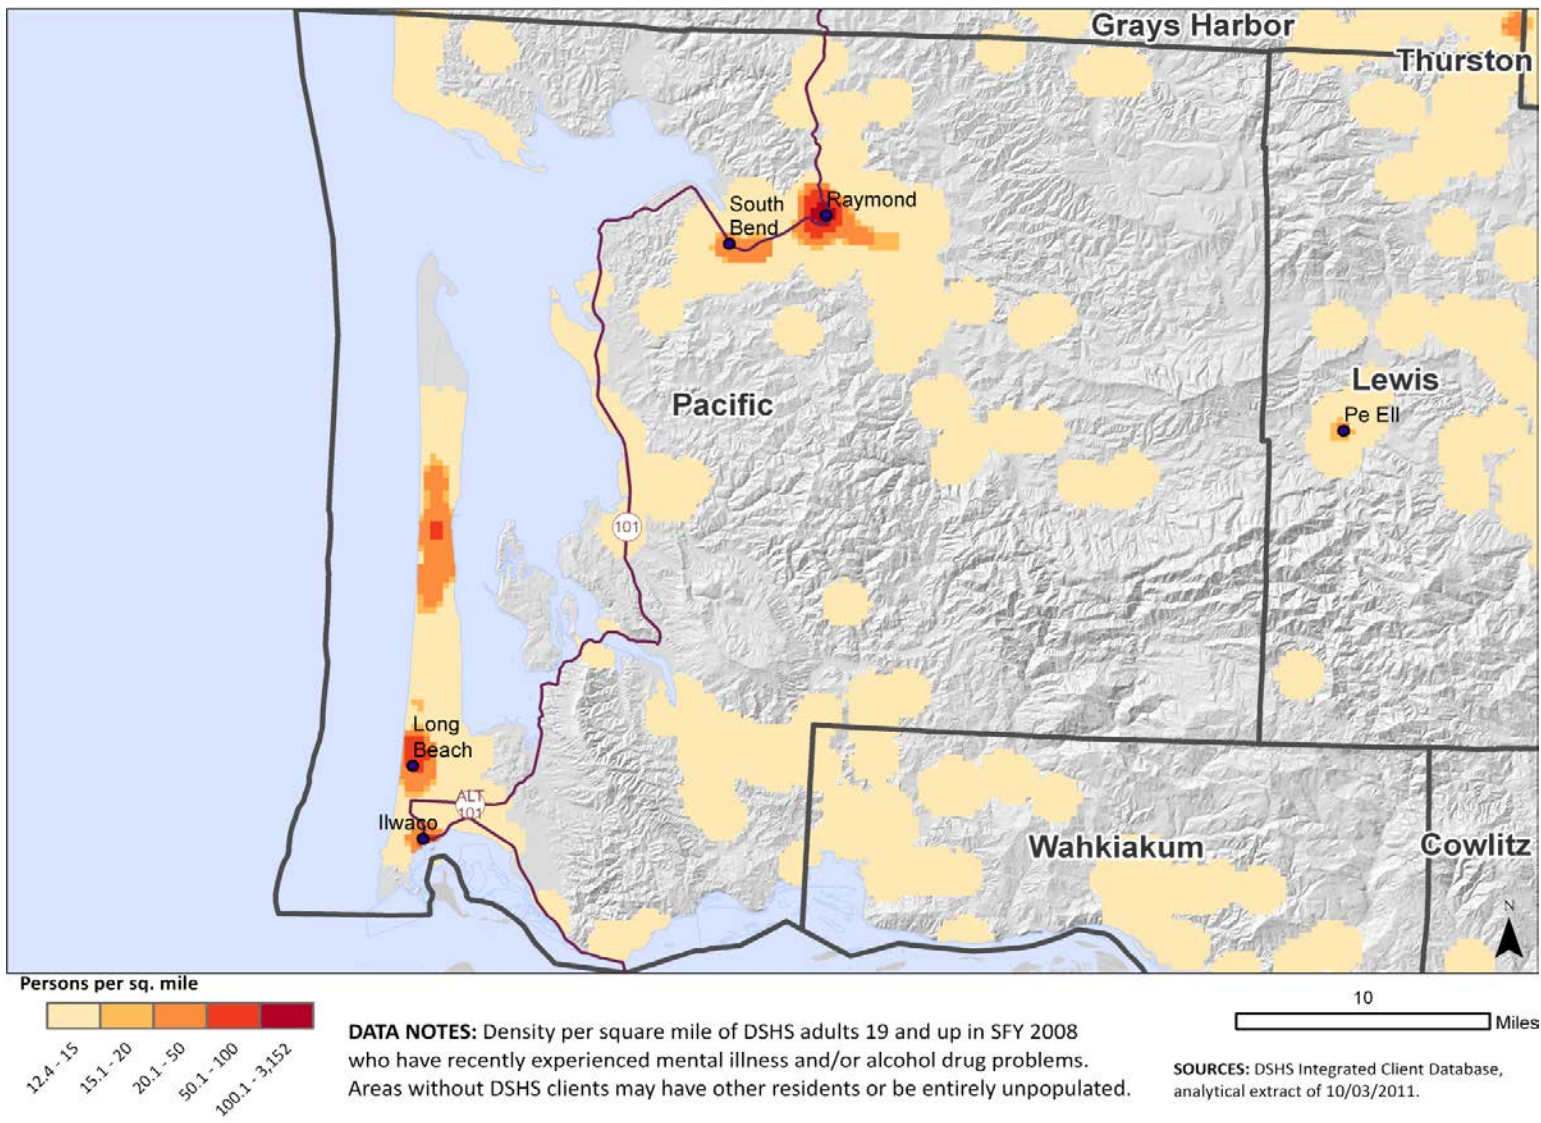 Grays Harbor
Thurston
South
Bend
Raymond
Pacific
Lewis
Pe Ell
101
Long
Beach
ALT
101
Ilwaco
Wahkiakum
Cowlitz
N
Persons per sq. mile
12.4 - 15
15.1 - 20
20.1 - 50
50.1 - 100
100.1 - 3,152
DATA NOTES: Density per square mile of DSHS adults 19 and up in SFY 2008
who have recently experienced mental illness and/or alcohol drug problems.
Areas without DSHS clients may have other residents or be entirely unpopulated.
10
Miles
SOURCES: DSHS Integrated Client Database,
analytical extract of 10/03/2011.